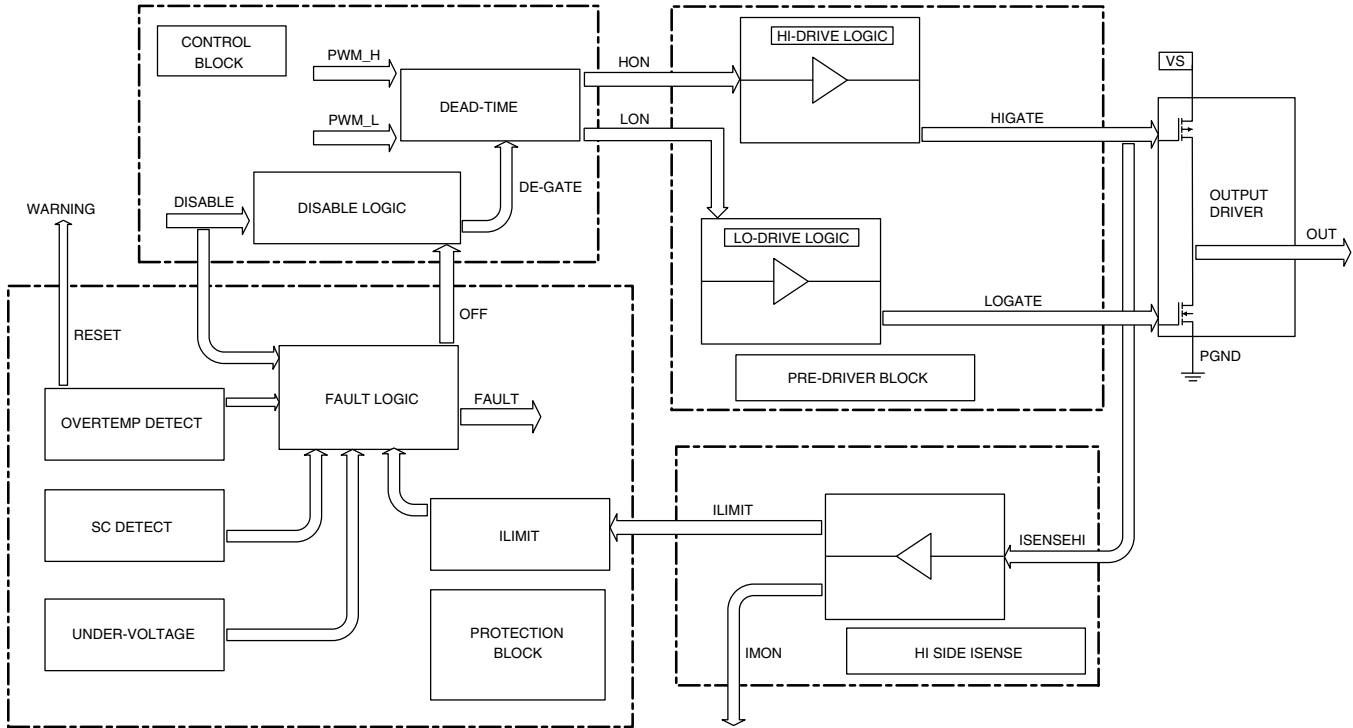 CONTROL
BLOCK
PWM_H
PWM_L
DEAD-TIME
HON
LON
HI-DRIVE LOGIC
HIGATE
VS
DISABLE
DISABLE LOGIC
DE-GATE
WARNING
LO-DRIVE LOGIC
LOGATE
OUTPUT
DRIVER
OUT
PGND
PRE-DRIVER BLOCK
RESET
OFF
OVERTEMP DETECT
FAULT LOGIC
FAULT
SC DETECT
ILIMIT
ILIMIT
ISENSEHI
UNDER-VOLTAGE
PROTECTION
BLOCK
IMON
HI SIDE ISENSE